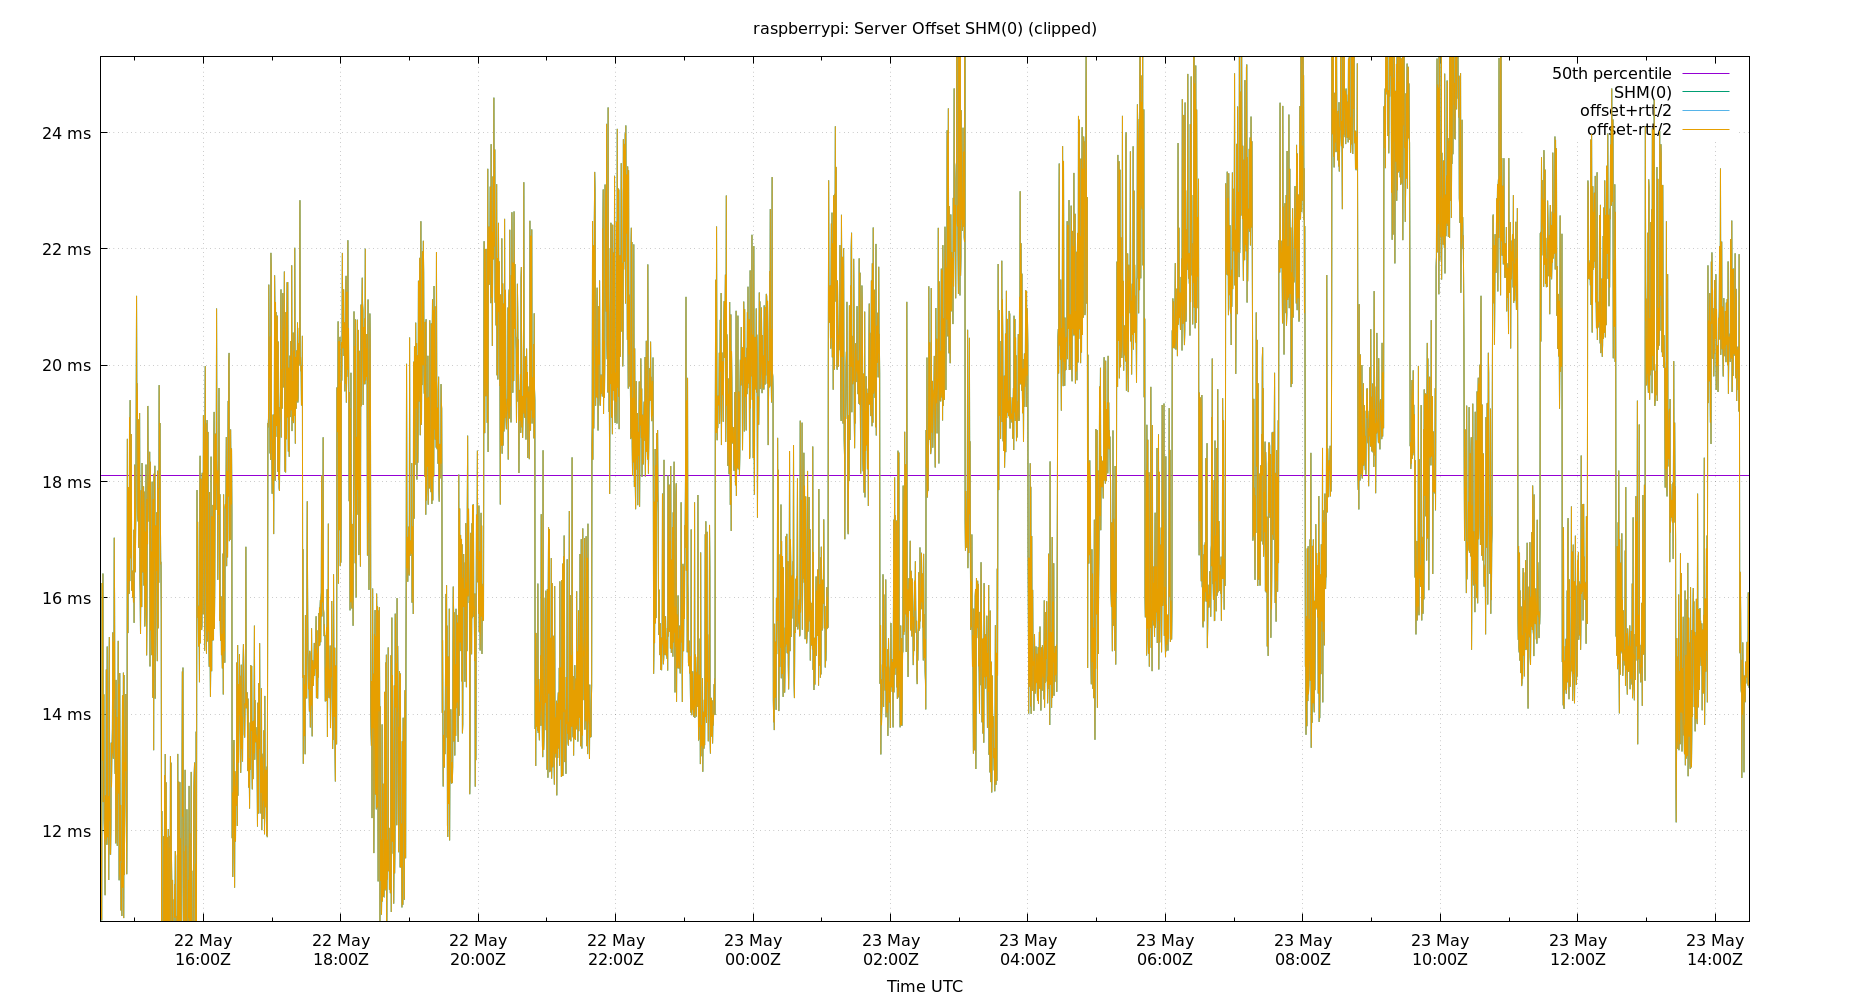 raspberrypi: Server Offset SHM(0) (clipped)
50th percentile
SHM(0)
offset+rtt/2
offset-rtt/2
24 ms
22 ms
20 ms
18 ms
16 ms
14 ms
12 ms
22 May 22 May 22 May 22 May 23 May 23 May 23 May 23 May 23 May 23 May 23 May 23 May
16:00Z 18:00Z 20:00Z 22:00Z 00:00Z 02:00Z 04:00Z 06:00Z 08:00Z 10:00Z 12:00Z 14:00Z
Time UTC